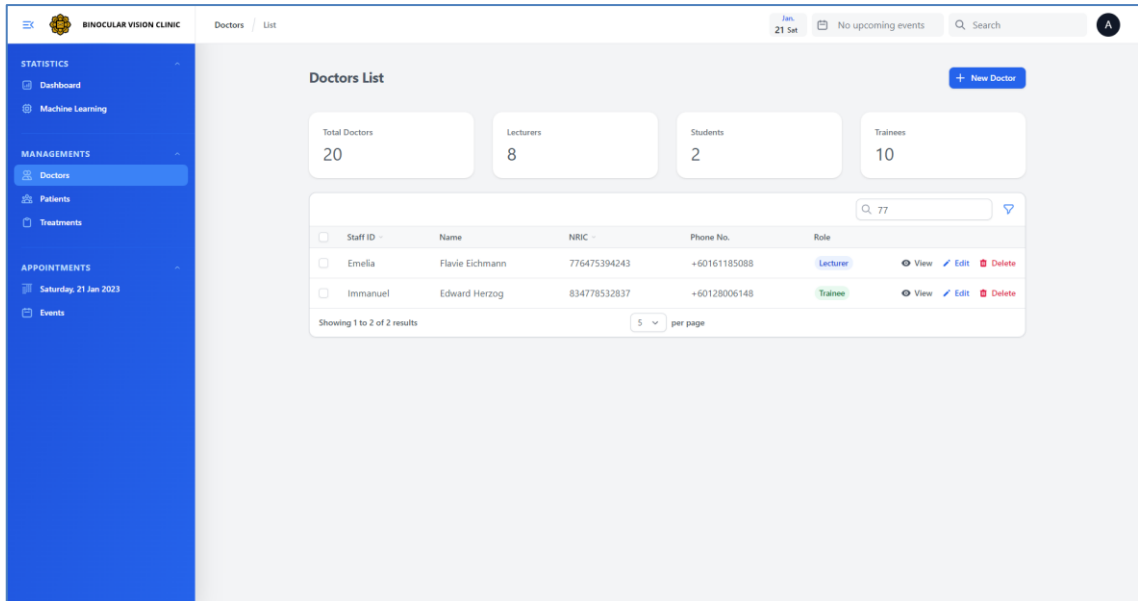 BINOCULAR VISION CLINIC
Doctors / List
Jan.
21 Sat
No upcoming events
Search
A
STATISTICS
Dashboard
Machine Learning
MANAGEMENTS
Doctors
Patients
Treatments
APPOINTMENTS
Saturday, 21 Jan 2023
Events
Doctors List
+ New Doctor
Total Doctors
20
Lecturers
8
Students
2
Trainees
10
77
Staff ID Name NRIC Phone No. Role
Emelia Flavie Eichmann 776475394243 +60161185088 Lecturer View Edit Delete
Immanuel Edward Herzog 834778532837 +60128006148 Trainee View Edit Delete
Showing 1 to 2 of 2 results 5 per page